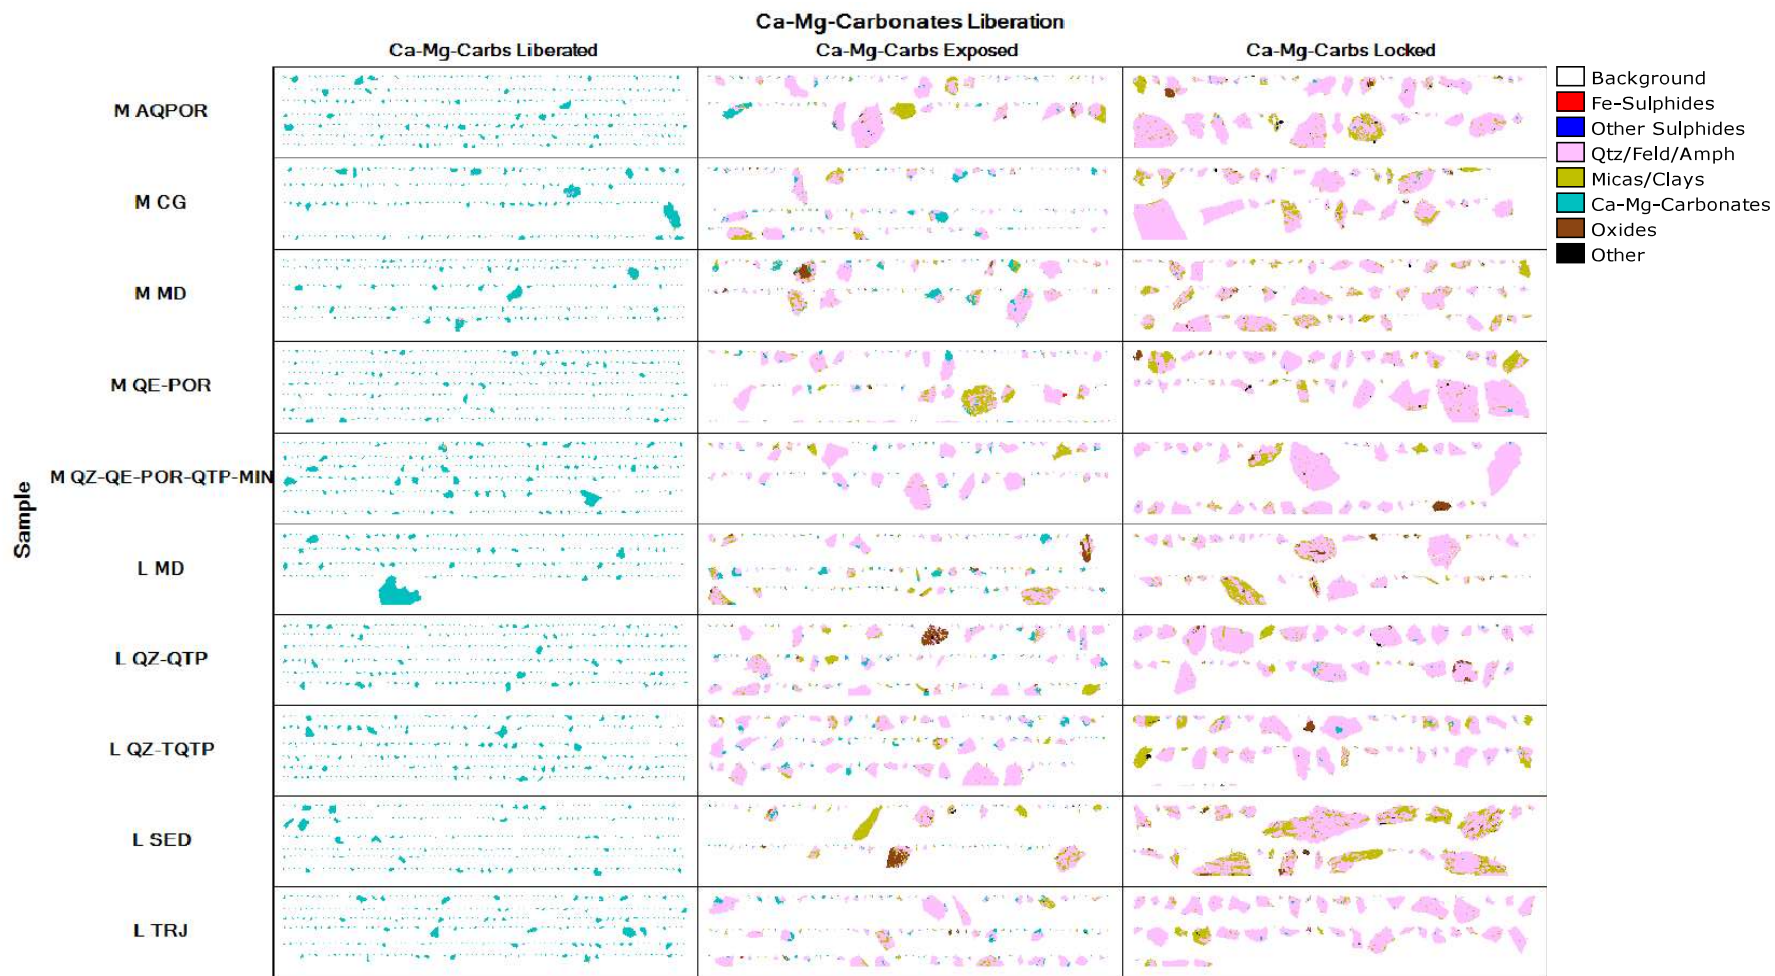 Ca-Mg-Carbonates Liberation
Ca-Mg-Carbs Liberated
Ca-Mg-Carbs Exposed
Ca-Mg-Carbs Locked
Sample
M AQPOR
M CG
M MD
M QE-POR
M QZ-QE-POR-QTP-MIN
L MD
L QZ-QTP
L QZ-TQTP
L SED
L TRJ
Background
Fe-Sulphides
Other Sulphides
Qtz/Feld/Amph
Micas/Clays
Ca-Mg-Carbonates
Oxides
Other